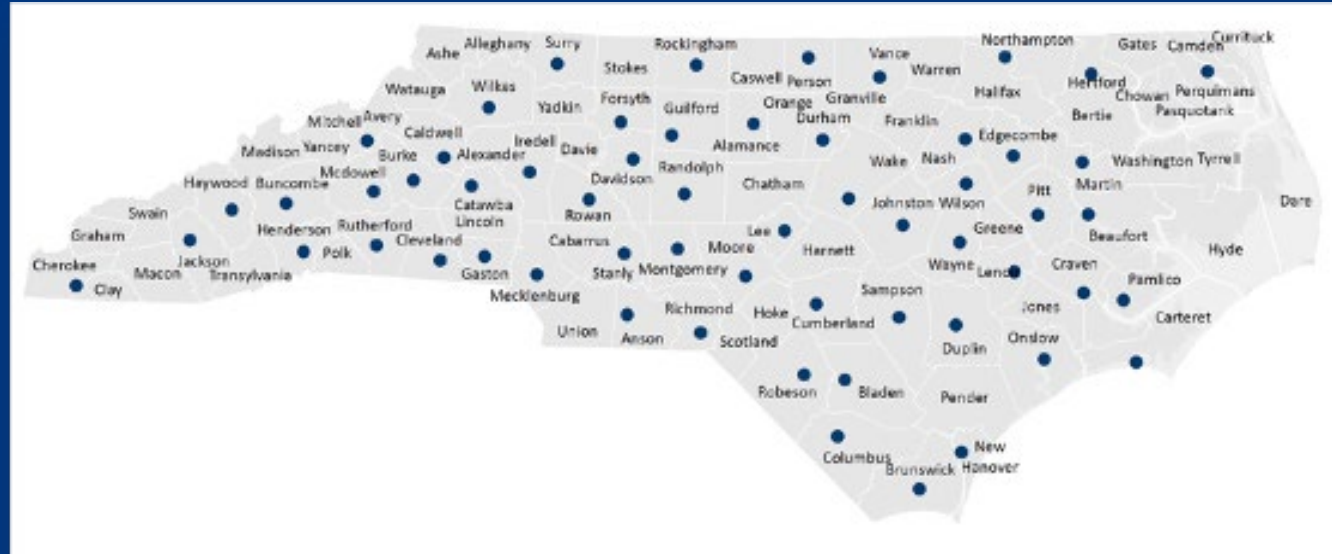 Ashe Alleghany Surry Rockingham Vance Northampton Gates Camden Currituck
Stokes Caswell Person Warren Hertford Perquimans
Watauga Wilkes Yadkin Forsyth Guilford Orange Granville Halifax Chowan Pasquotank
Mitchell Avery Caldwell Iredell Davie Alamance Durham Franklin Edgecombe Bertie
Madison Yancey Burke Alexander Randolph Wake Nash Washington Tyrrell
Haywood Buncombe Mcdowell Davidson Chatham Pitt Martin
Swain Catawba Rowan Johnston Wilson Dare
Graham Henderson Rutherford Lincoln Lee Greene Beaufort
Cherokee Jackson Polk Cleveland Cabarrus Moore Harnett Wayne Craven Hyde
Clay Macon Transylvania Gaston Stanly Montgomery Lenoi Pamlico
Mecklenburg Richmond Hoke Sampson Jones Carteret
Union Anson Scotland Cumberland Duplin Onslow
Robeson Bladen Pender
Columbus New
Brunswick Hanover